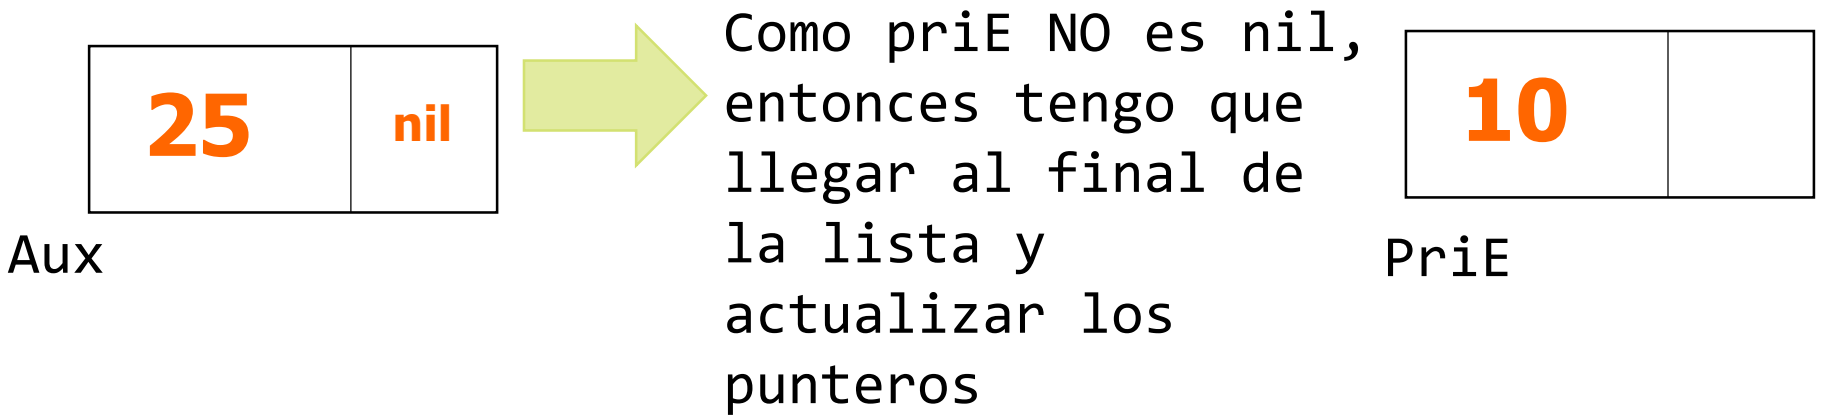 25
nil
Aux
Como priE NO es nil,
entonces tengo que
llegar al final de
la lista y
actualizar los
punteros
10
PriE